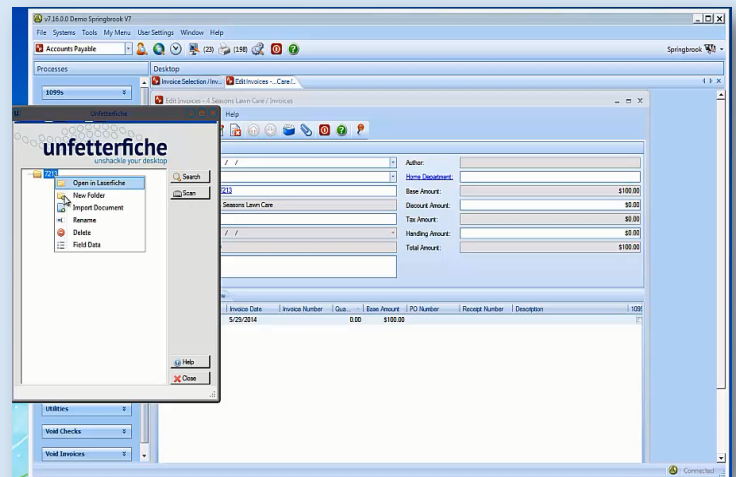 v7.16.0.0 Demo Springbrook V7
File Systems Tools My Menu User Settings Window Help
Accounts Payable (23) (198) Springbrook
Processes Desktop
Invoice Selection / Inv... Edit Invoices - ...Care /...
1099s
Edit Invoices - 4 Seasons Lawn Care / Invoices
Unfetterfiche
Help
unfetterfiche
unshackle your desktop
7213
Search
Scan
Open in Laserfiche
New Folder
Import Document
Rename
Delete
Field Data
/ / Author:
Home Department:
7213 Base Amount: $100.00
Seasons Lawn Care Discount Amount: $0.00
Tax Amount: $0.00
/ / Handling Amount: $0.00
Total Amount: $100.00
Invoice Date Invoice Number Qua... Base Amount PO Number Receipt Number Description 1099
5/29/2014 0.00 $100.00
Help
Close
Utilities
Void Checks
Void Invoices
Connected